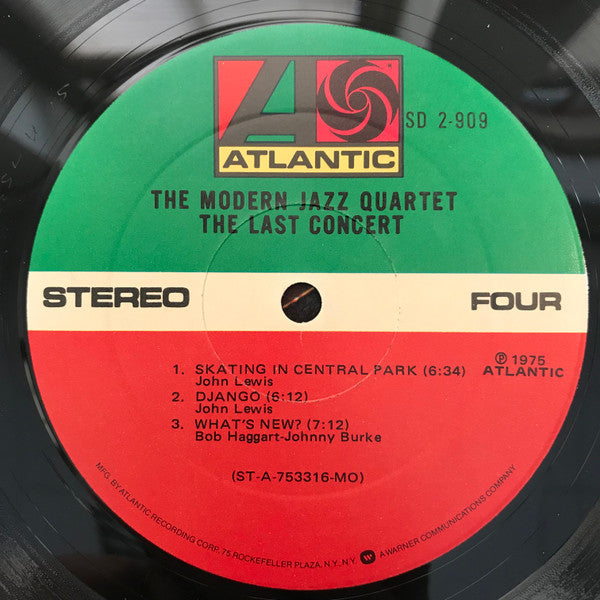 A
ATLANTIC
SD 2-909
THE MODERN JAZZ QUARTET
THE LAST CONCERT
STEREO
FOUR
1. SKATING IN CENTRAL PARK (6:34)
John Lewis
2. DJANGO (6:12)
John Lewis
3. WHAT'S NEW? (7:12)
Bob Haggart-Johnny Burke
℗ 1975
ATLANTIC
(ST-A-753316-MO)
MFG. BY ATLANTIC RECORDING CORP. 75 ROCKEFELLER PLAZA, N.Y., N.Y. A WARNER COMMUNICATIONS COMPANY